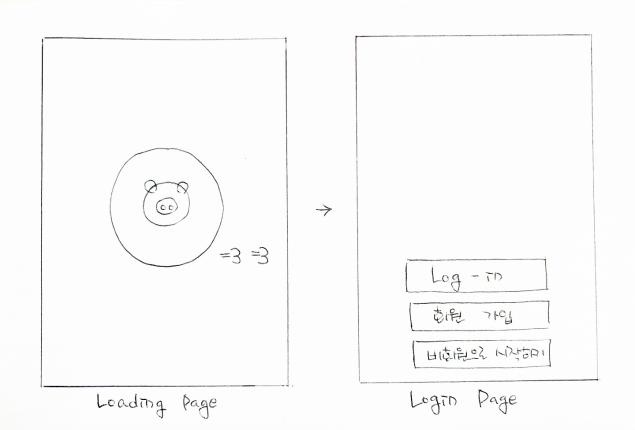 =3 =3
Loading Page
→
Log-in
회원 가입
비회원으로 시작하기
Login Page